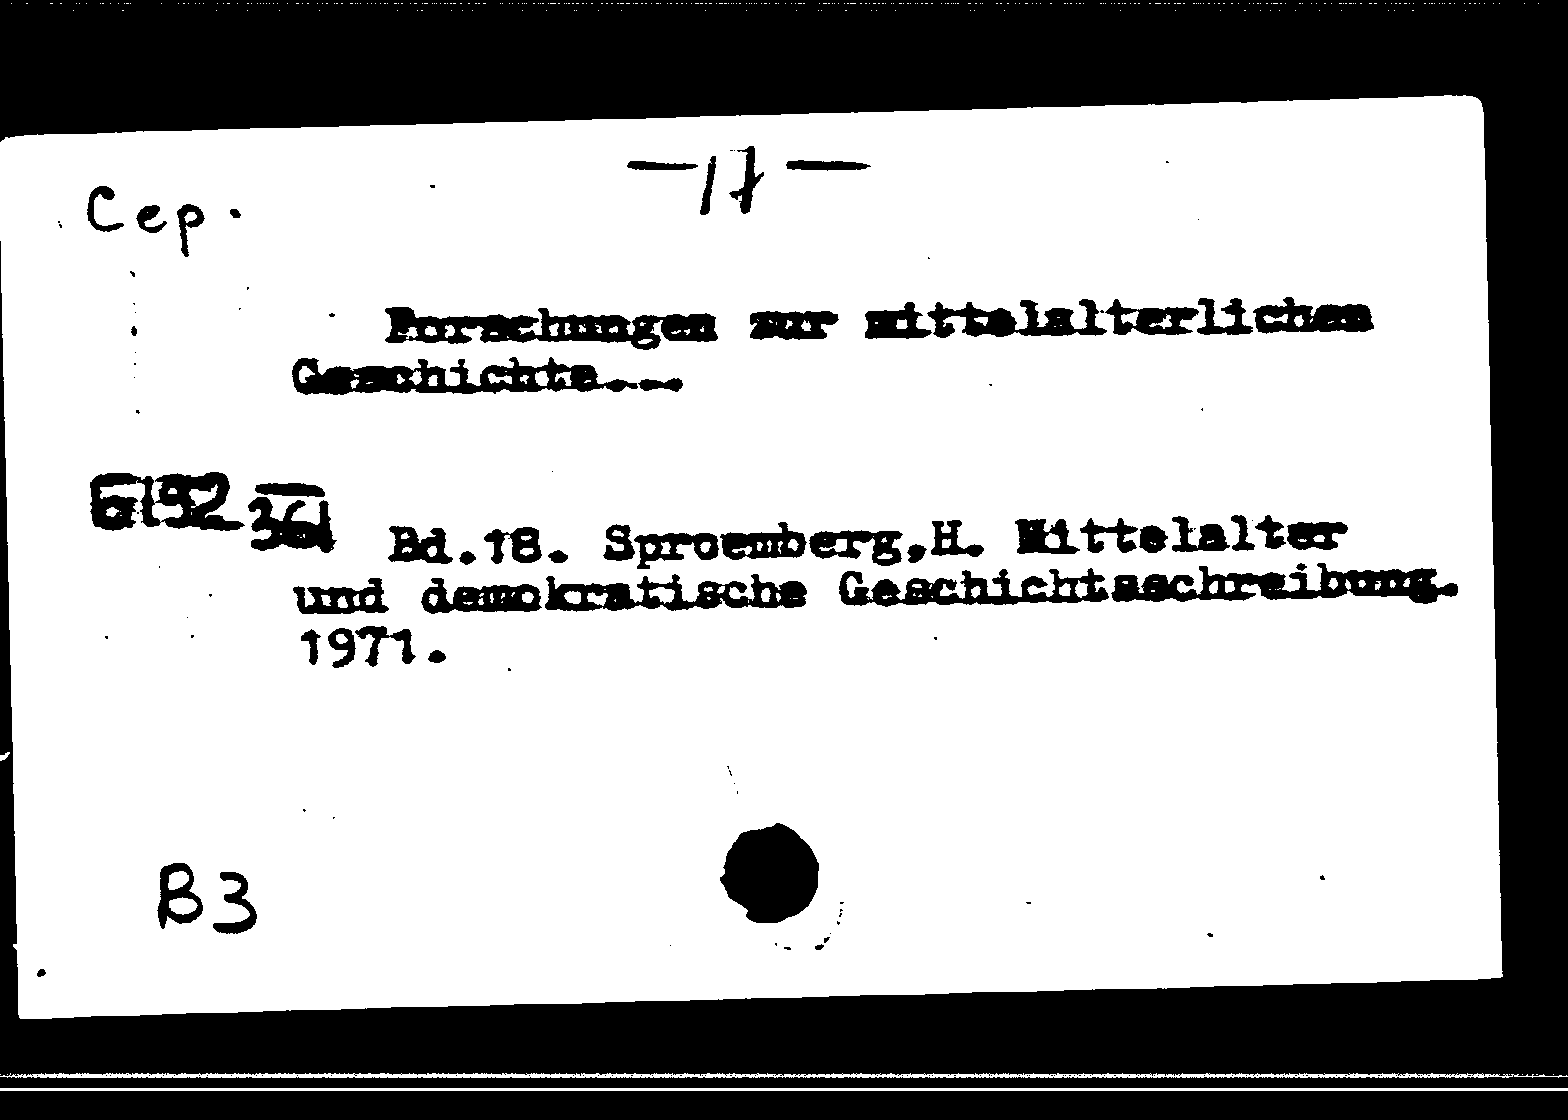 — 17 —
Сер.
Forschungen zur mittelalterlichen
Geschichte...
Bd.18. Sproemberg,H. Mittelalter
und demokratische Geschichtsschreibung.
1971.
B3